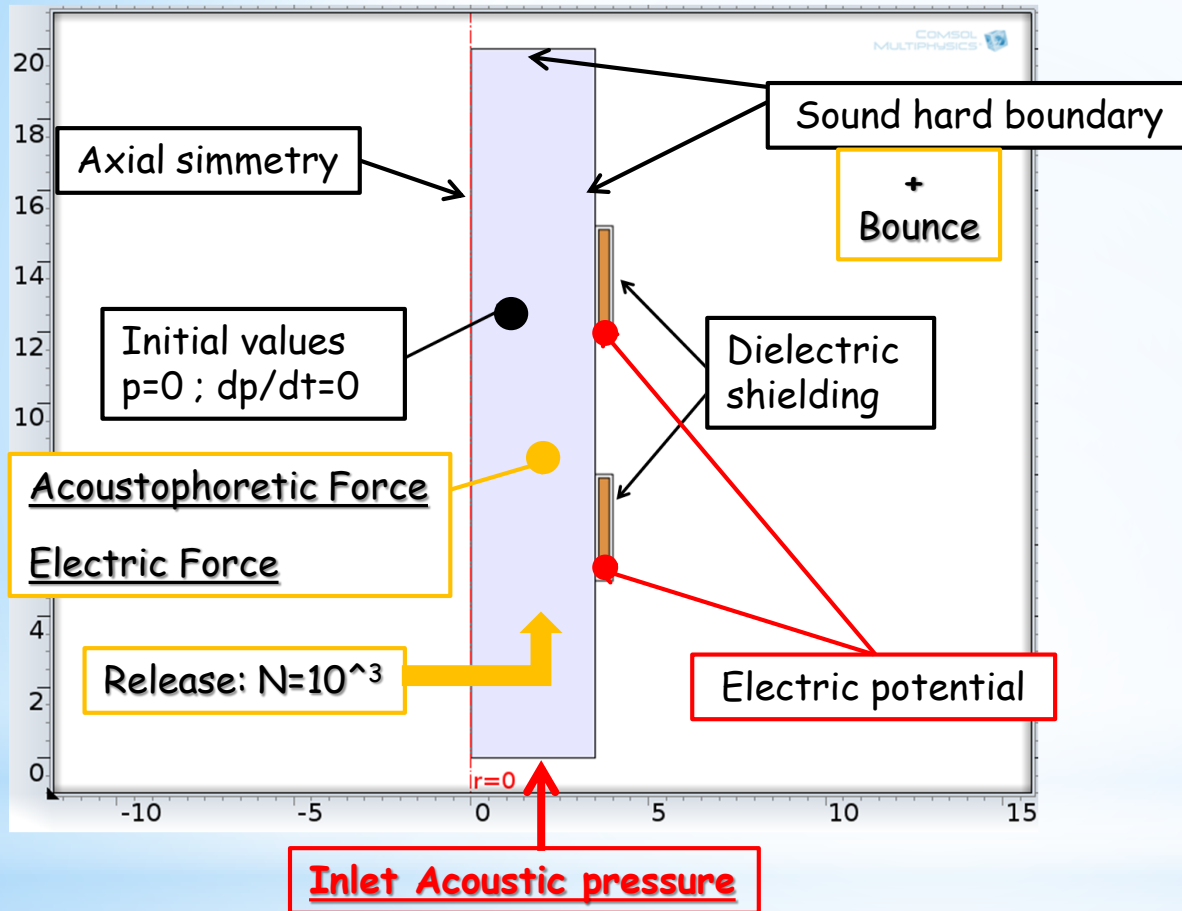 COMSOL
MULTIPHYSICS
20
18
16
14
12
10
4
2
0
Axial simmetry
Sound hard boundary
+
Bounce
Initial values
p=0 ; dp/dt=0
Dielectric
shielding
Acoustophoretic Force
Electric Force
Release: N=10^3
Electric potential
r=0
-10
-5
0
5
10
15
Inlet Acoustic pressure